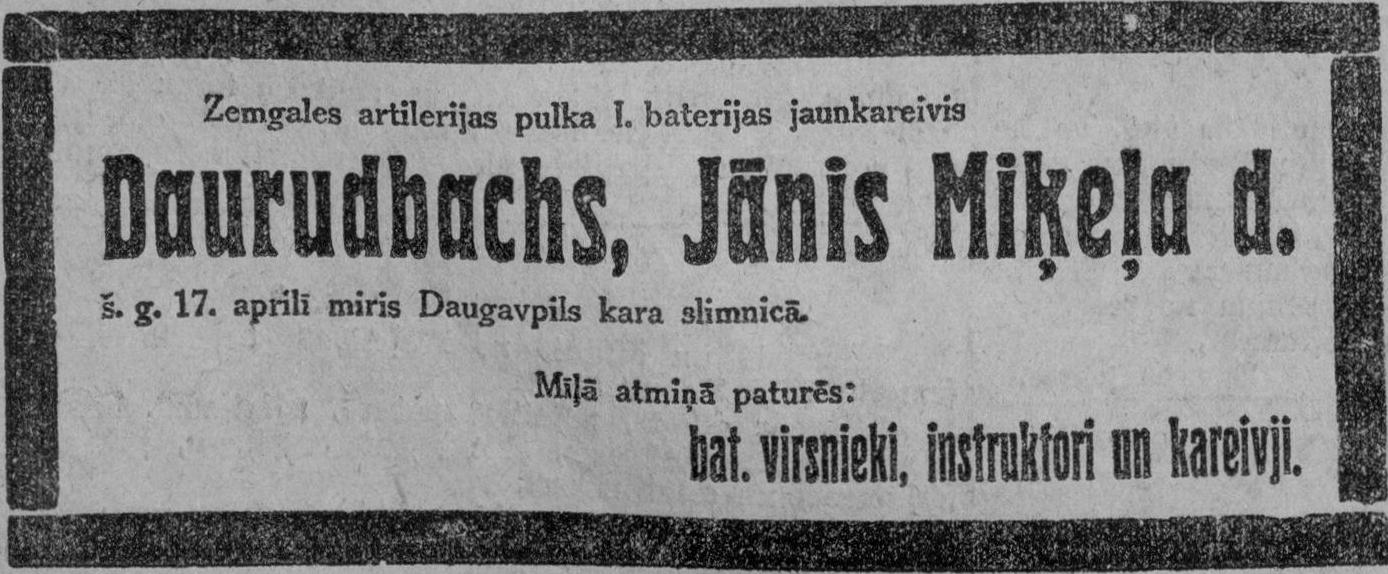 Zemgales artilerijas pulka I. baterijas jaunkareivis
Daurudbachs, Jānis Miķeļa d.
š. g. 17. aprilī miris Daugavpils kara slimnicā.
Mīļā atmiņā paturēs:
bat. virsnieki, instruktori un kareivji.